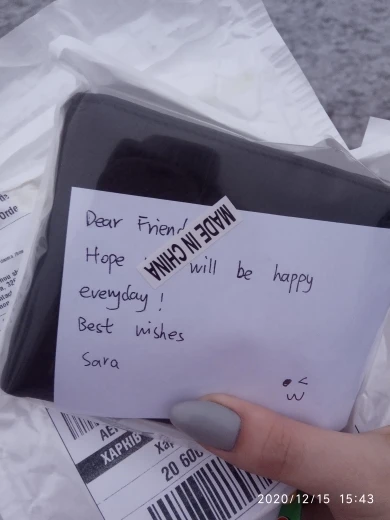 Dear Friend
Hope will be happy
everyday !
Best wishes
Sara
MADE IN CHINA
ХАРКІВ
20 600
2020/12/15 15:43